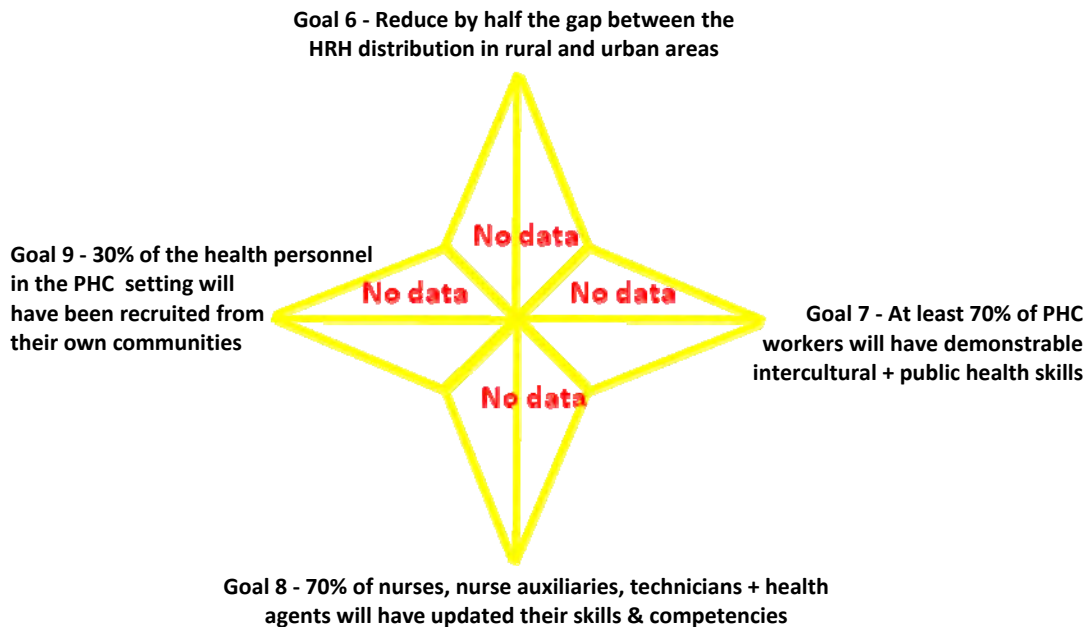 Goal 6 - Reduce by half the gap between the
HRH distribution in rural and urban areas
No data
Goal 9 - 30% of the health personnel
in the PHC setting will
have been recruited from
their own communities
No data
No data
Goal 7 - At least 70% of PHC
workers will have demonstrable
intercultural + public health skills
No data
Goal 8 - 70% of nurses, nurse auxiliaries, technicians + health
agents will have updated their skills & competencies